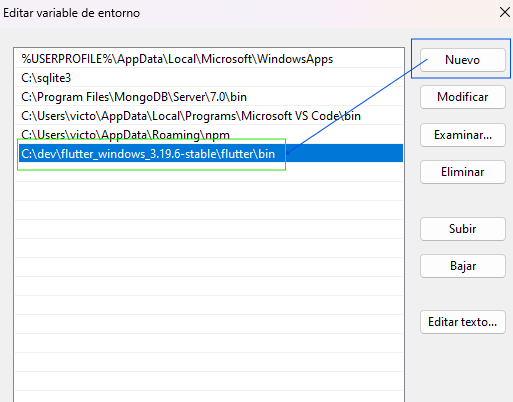 Editar variable de entorno
%USERPROFILE%\AppData\Local\Microsoft\WindowsApps
C:\sqlite3
C:\Program Files\MongoDB\Server\7.0\bin
C:\Users\victo\AppData\Local\Programs\Microsoft VS Code\bin
C:\Users\victo\AppData\Roaming\npm
C:\dev\flutter_windows_3.19.6-stable\flutter\bin
Nuevo
Modificar
Examinar...
Eliminar
Subir
Bajar
Editar texto...